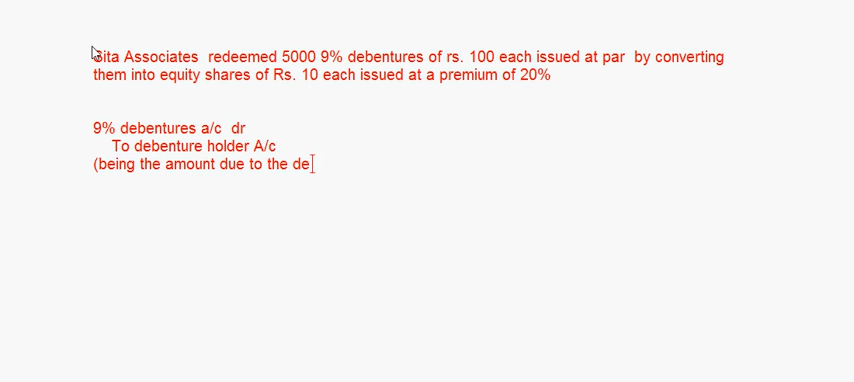 Sita Associates redeemed 5000 9% debentures of rs. 100 each issued at par by converting
them into equity shares of Rs. 10 each issued at a premium of 20%
9% debentures a/c dr
To debenture holder A/c
(being the amount due to the de